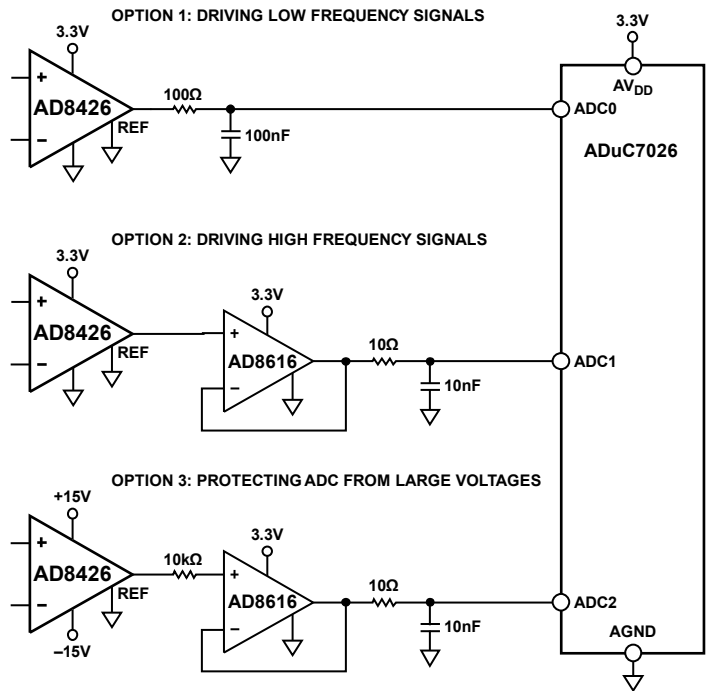 OPTION 1: DRIVING LOW FREQUENCY SIGNALS
3.3V
3.3V
AVDD
+
AD8426
−
REF
100Ω
100nF
ADC0
ADuC7026
OPTION 2: DRIVING HIGH FREQUENCY SIGNALS
3.3V
+
AD8426
−
REF
3.3V
+
AD8616
−
10Ω
10nF
ADC1
OPTION 3: PROTECTING ADC FROM LARGE VOLTAGES
+15V
+
AD8426
−
REF
−15V
10kΩ
3.3V
+
AD8616
−
10Ω
10nF
ADC2
AGND